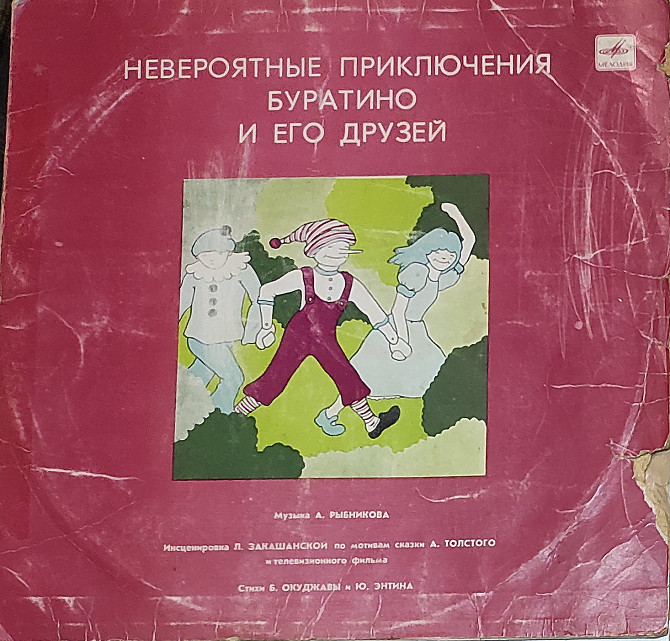 НЕВЕРОЯТНЫЕ ПРИКЛЮЧЕНИЯ
БУРАТИНО
И ЕГО ДРУЗЕЙ
МЕЛОДИЯ
Музыка А. РЫБНИКОВА
Инсценировка Л. ЗАКАШАНСКОЙ по мотивам сказки А. ТОЛСТОГО
и телевизионного фильма
Стихи Б. ОКУДЖАВЫ и Ю. ЭНТИНА